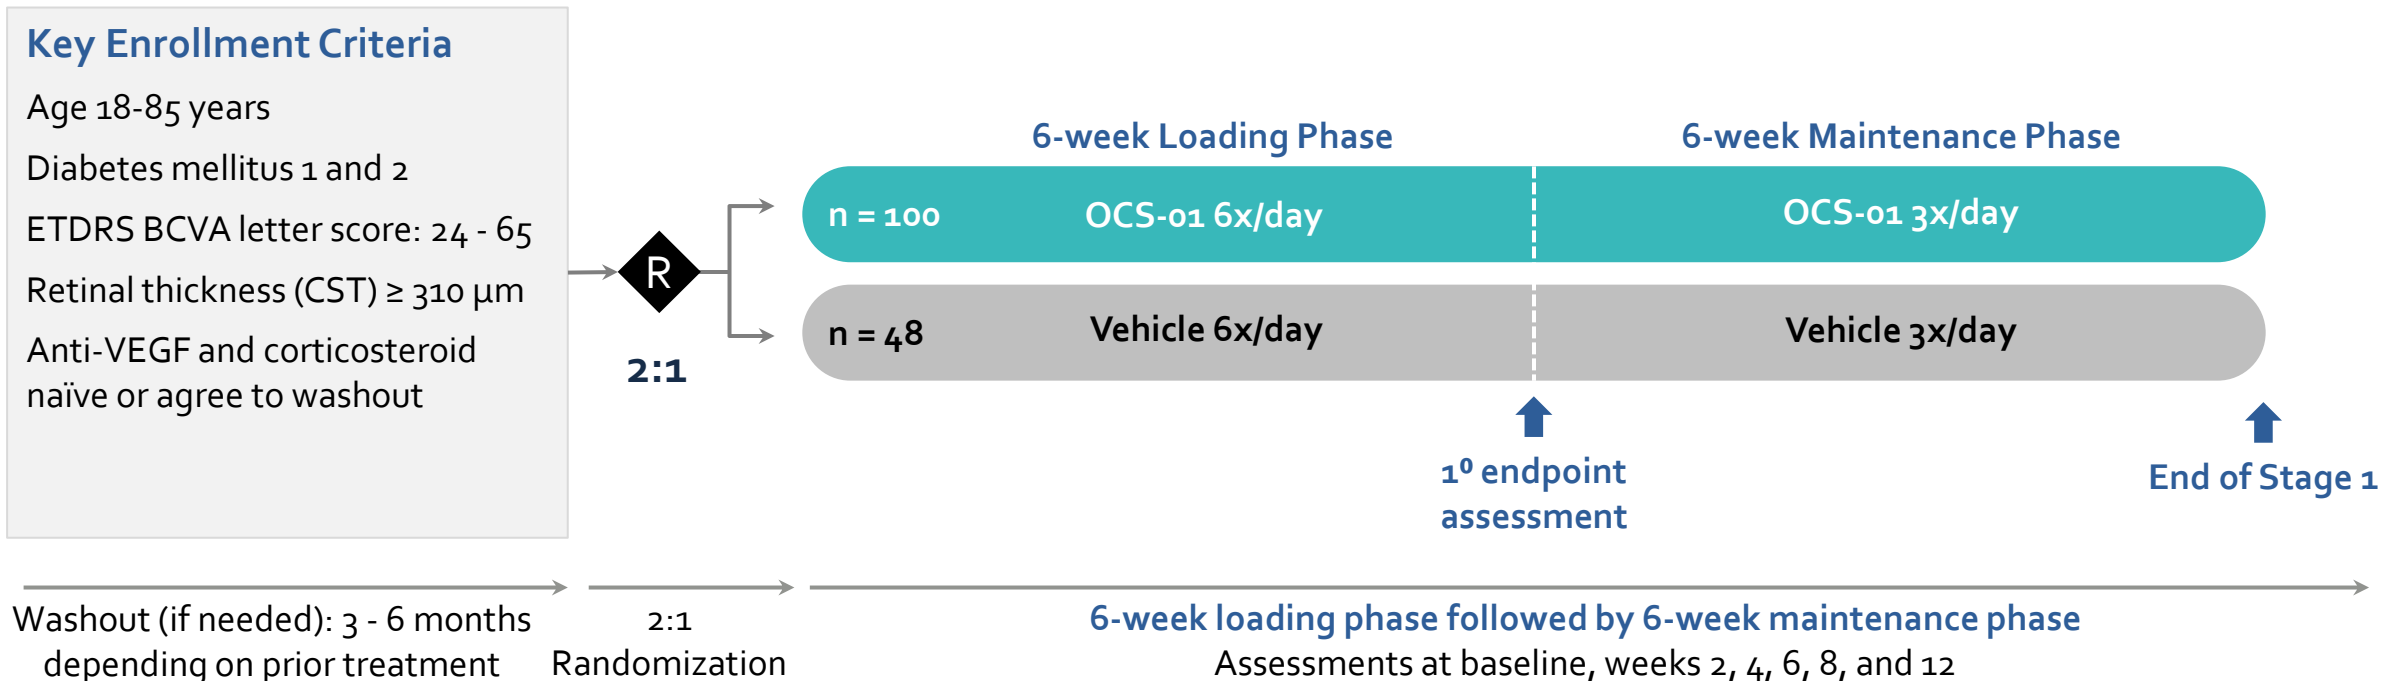 Key Enrollment Criteria
Age 18-85 years
Diabetes mellitus 1 and 2
ETDRS BCVA letter score: 24 - 65
Retinal thickness (CST) ≥ 310 µm
Anti-VEGF and corticosteroid
naïve or agree to washout
R
2:1
6-week Loading Phase
6-week Maintenance Phase
n = 100
OCS-01 6x/day
OCS-01 3x/day
n = 48
Vehicle 6x/day
Vehicle 3x/day
1⁰ endpoint
assessment
End of Stage 1
Washout (if needed): 3 - 6 months
depending on prior treatment
2:1
Randomization
6-week loading phase followed by 6-week maintenance phase
Assessments at baseline, weeks 2, 4, 6, 8, and 12